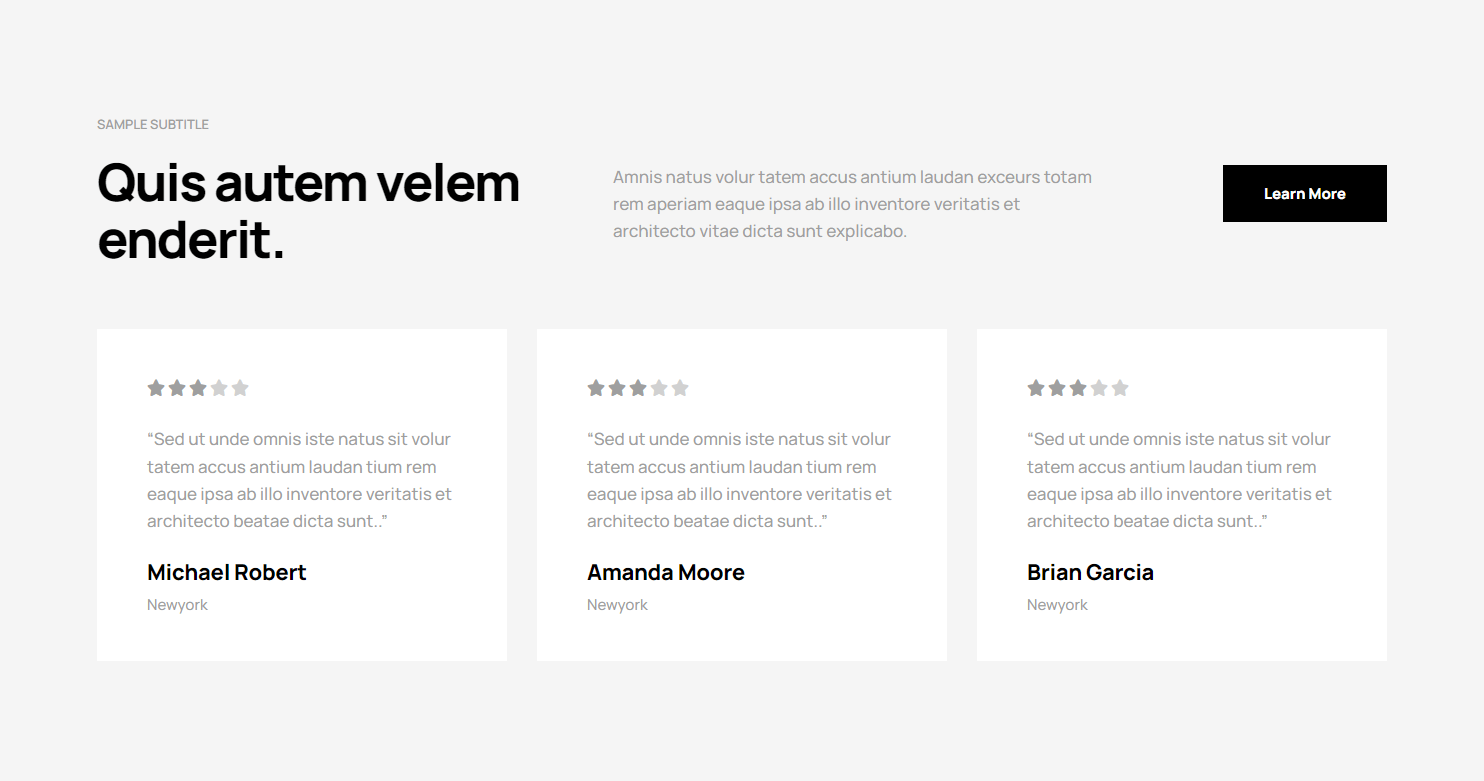 SAMPLE SUBTITLE
Quis autem velem
enderit.
Amnis natus volur tatem accus antium laudan exceurs totam
rem aperiam eaque ipsa ab illo inventore veritatis et
architecto vitae dicta sunt explicabo.
Learn More
“Sed ut unde omnis iste natus sit volur
tatem accus antium laudan tium rem
eaque ipsa ab illo inventore veritatis et
architecto beatae dicta sunt..”
Michael Robert
Newyork
“Sed ut unde omnis iste natus sit volur
tatem accus antium laudan tium rem
eaque ipsa ab illo inventore veritatis et
architecto beatae dicta sunt..”
Amanda Moore
Newyork
“Sed ut unde omnis iste natus sit volur
tatem accus antium laudan tium rem
eaque ipsa ab illo inventore veritatis et
architecto beatae dicta sunt..”
Brian Garcia
Newyork